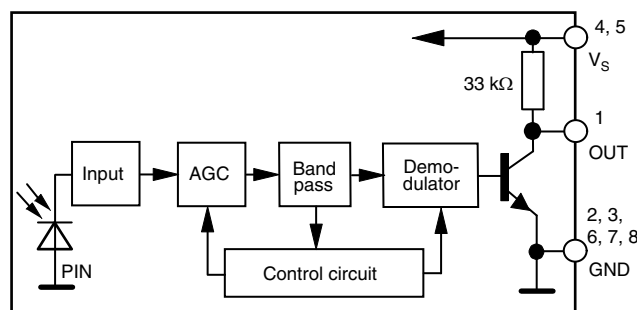 4, 5
V_S
33 kΩ
1
OUT
Input
AGC
Band
pass
Demo-
dulator
2, 3,
6, 7, 8
GND
Control circuit
PIN